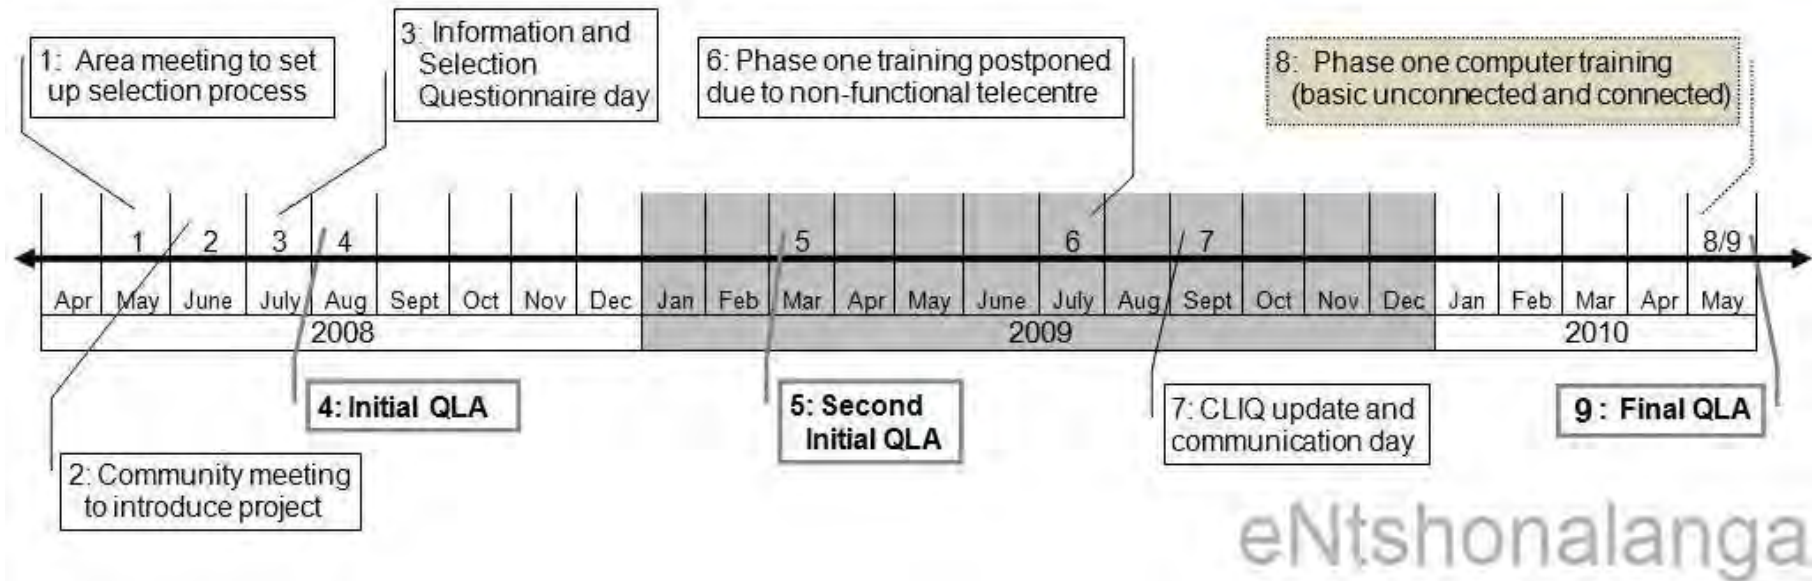 1: Area meeting to set
up selection process
3: Information and
Selection
Questionnaire day
6: Phase one training postponed
due to non-functional telecentre
8: Phase one computer training
(basic unconnected and connected)
1 2 3 4 5 6 7 8/9
Apr May June July Aug Sept Oct Nov Dec Jan Feb Mar Apr May June July Aug Sept Oct Nov Dec Jan Feb Mar Apr May
2008 2009 2010
4: Initial QLA
5: Second
Initial QLA
7: CLIQ update and
communication day
9: Final QLA
2: Community meeting
to introduce project
eNtshonalanga